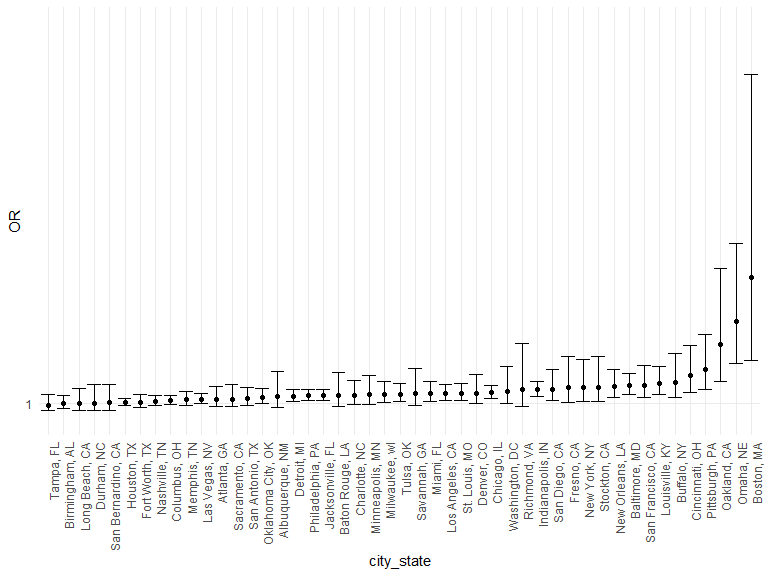 OR
1
Tampa, FL
Birmingham, AL
Long Beach, CA
Durham, NC
San Bernardino, CA
Houston, TX
Fort Worth, TX
Nashville, TN
Columbus, OH
Memphis, TN
Las Vegas, NV
Atlanta, GA
Sacramento, CA
San Antonio, TX
Oklahoma City, OK
Albuquerque, NM
Detroit, MI
Philadelphia, PA
Jacksonville, FL
Baton Rouge, LA
Charlotte, NC
Minneapolis, MN
Milwaukee, wI
Tulsa, OK
Savannah, GA
Miami, FL
Los Angeles, CA
St. Louis, MO
Denver, CO
Chicago, IL
Washington, DC
Richmond, VA
Indianapolis, IN
San Diego, CA
Fresno, CA
New York, NY
Stockton, CA
New Orleans, LA
Baltimore, MD
San Francisco, CA
Louisville, KY
Buffalo, NY
Cincinnati, OH
Pittsburgh, PA
Oakland, CA
Omaha, NE
Boston, MA
city_state